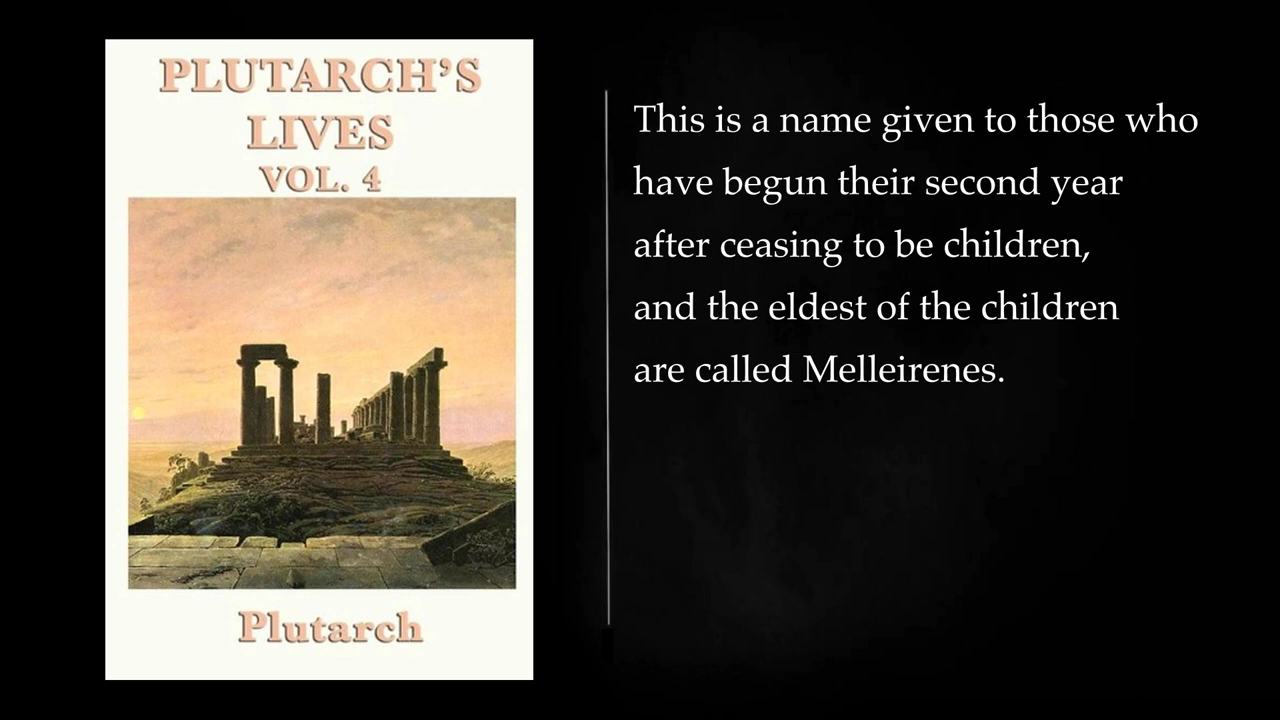 PLUTARCH'S
LIVES
VOL. 4
Plutarch
This is a name given to those who
have begun their second year
after ceasing to be children,
and the eldest of the children
are called Melleirenes.